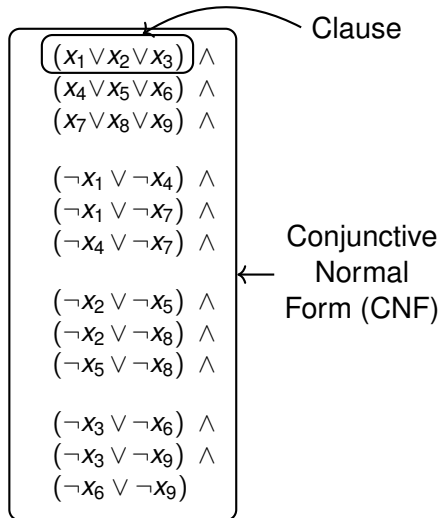 Clause
(x₁∨x₂∨x₃) ∧
(x₄∨x₅∨x₆) ∧
(x₇∨x₈∨x₉) ∧
(¬x₁ ∨ ¬x₄) ∧
(¬x₁ ∨ ¬x₇) ∧
(¬x₄ ∨ ¬x₇) ∧
(¬x₂ ∨ ¬x₅) ∧
(¬x₂ ∨ ¬x₈) ∧
(¬x₅ ∨ ¬x₈) ∧
(¬x₃ ∨ ¬x₆) ∧
(¬x₃ ∨ ¬x₉) ∧
(¬x₆ ∨ ¬x₉)
Conjunctive
Normal
Form (CNF)